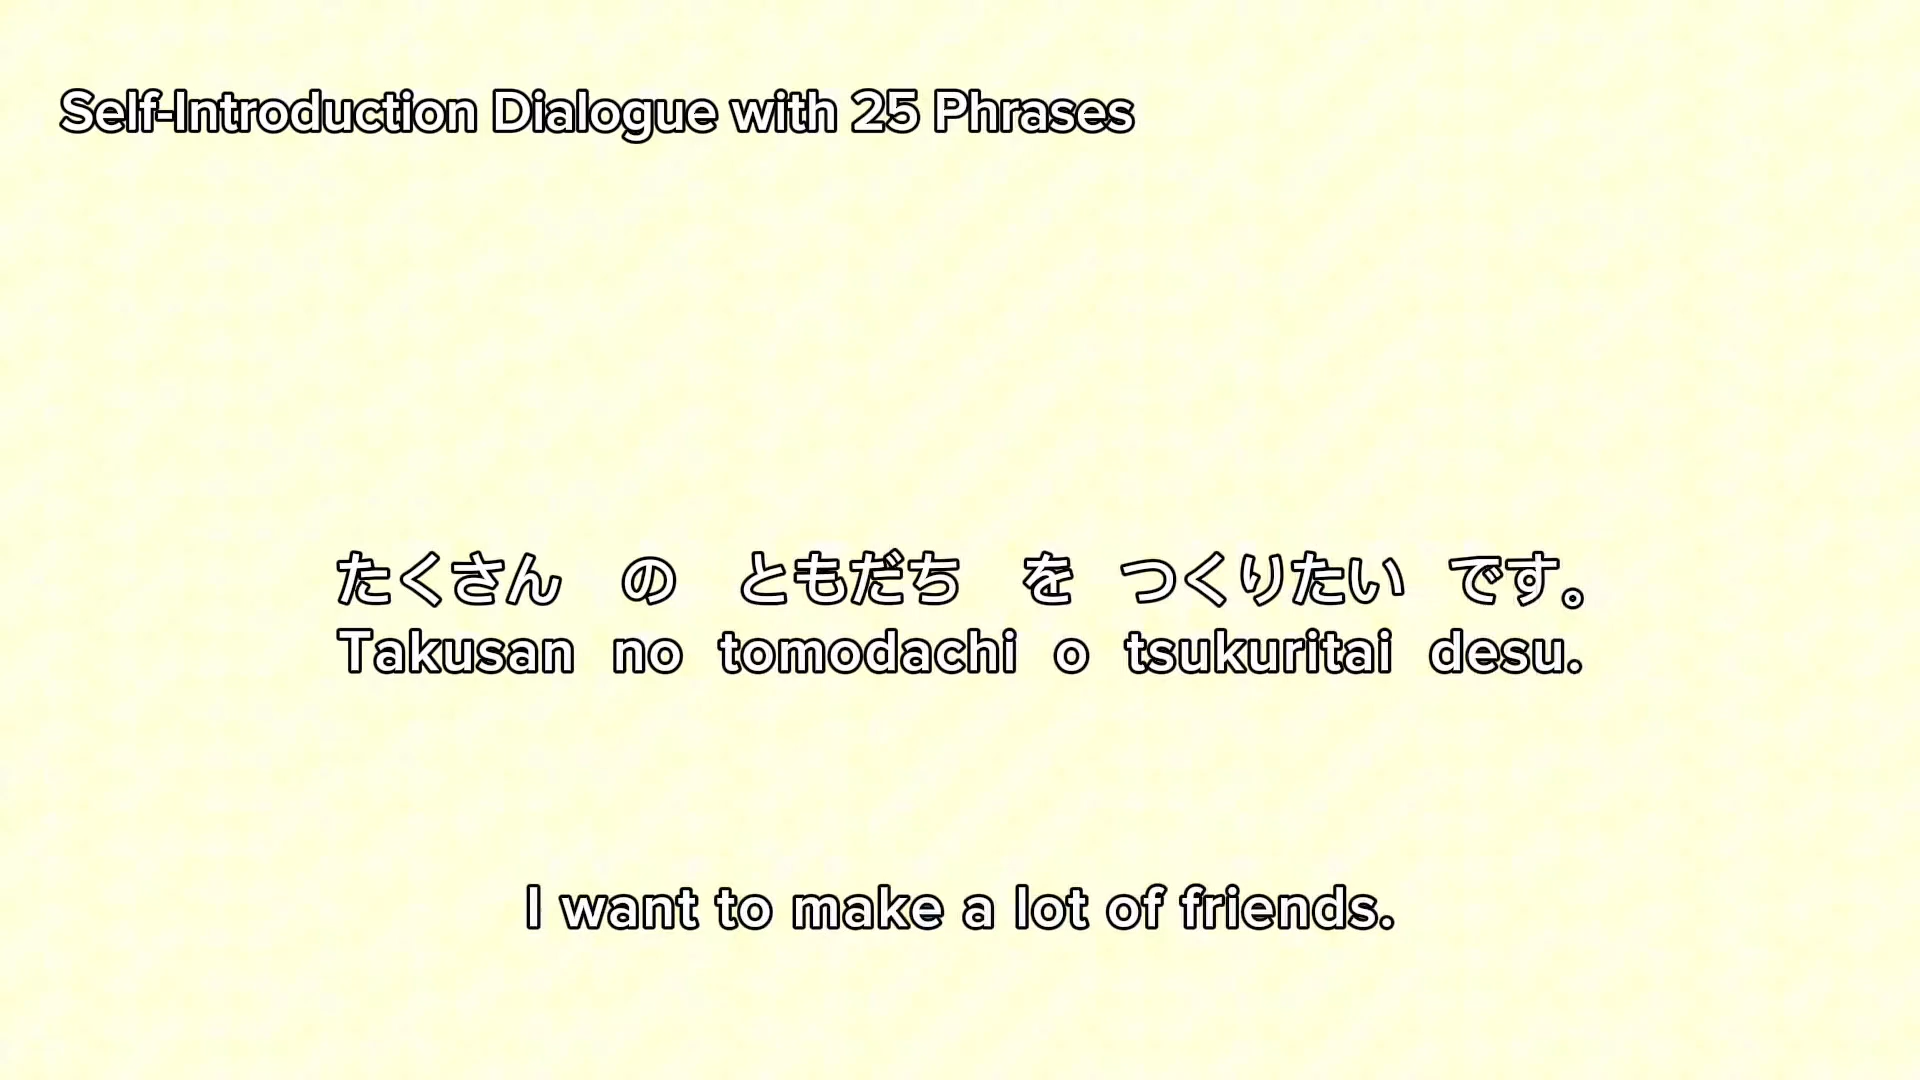 Self-Introduction Dialogue with 25 Phrases
たくさん の ともだち を つくりたい です。
Takusan no tomodachi o tsukuritai desu.
I want to make a lot of friends.